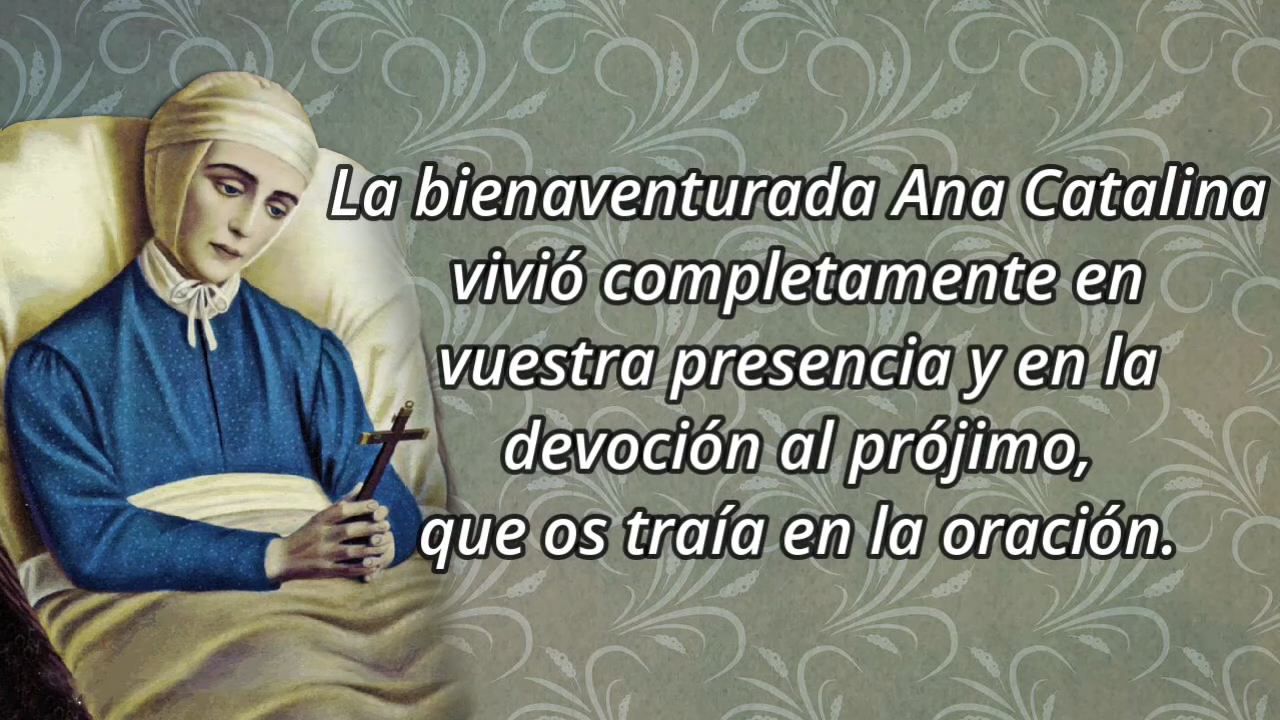 La bienaventurada Ana Catalina
vivió completamente en
vuestra presencia y en la
devoción al prójimo,
que os traía en la oración.